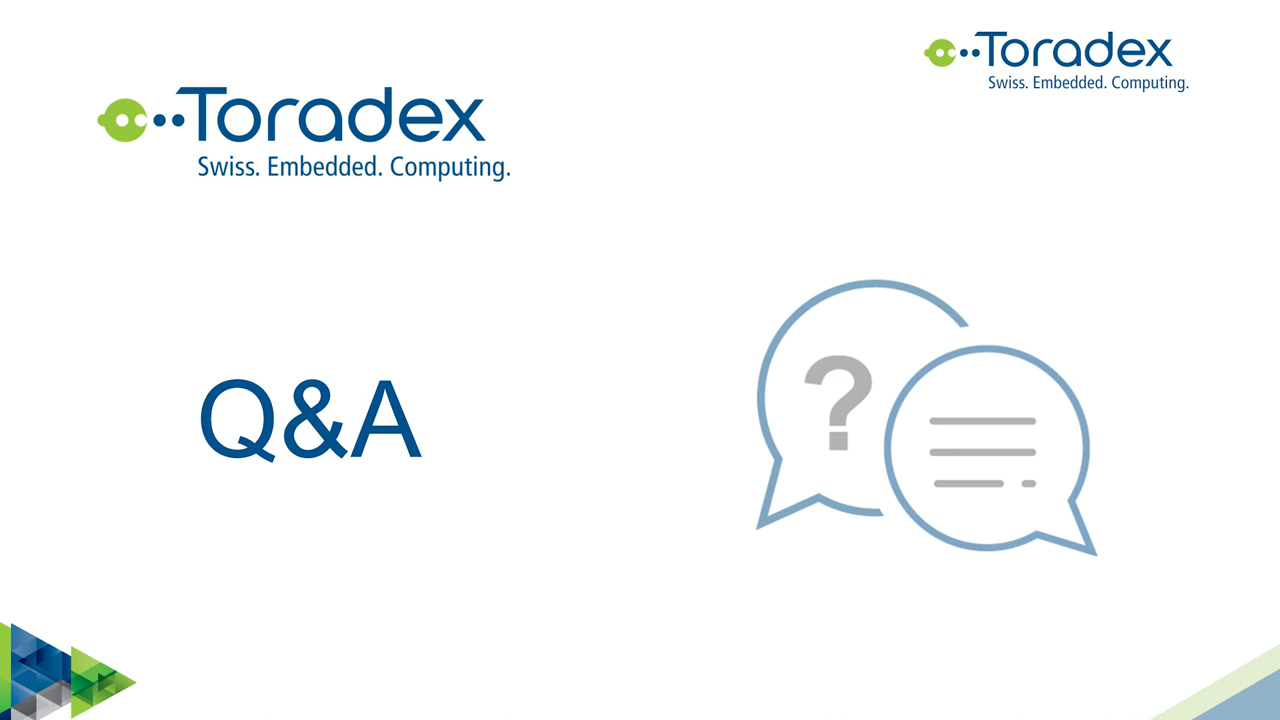 Toradex
Swiss. Embedded. Computing.
Toradex
Swiss. Embedded. Computing.
Q&A
?